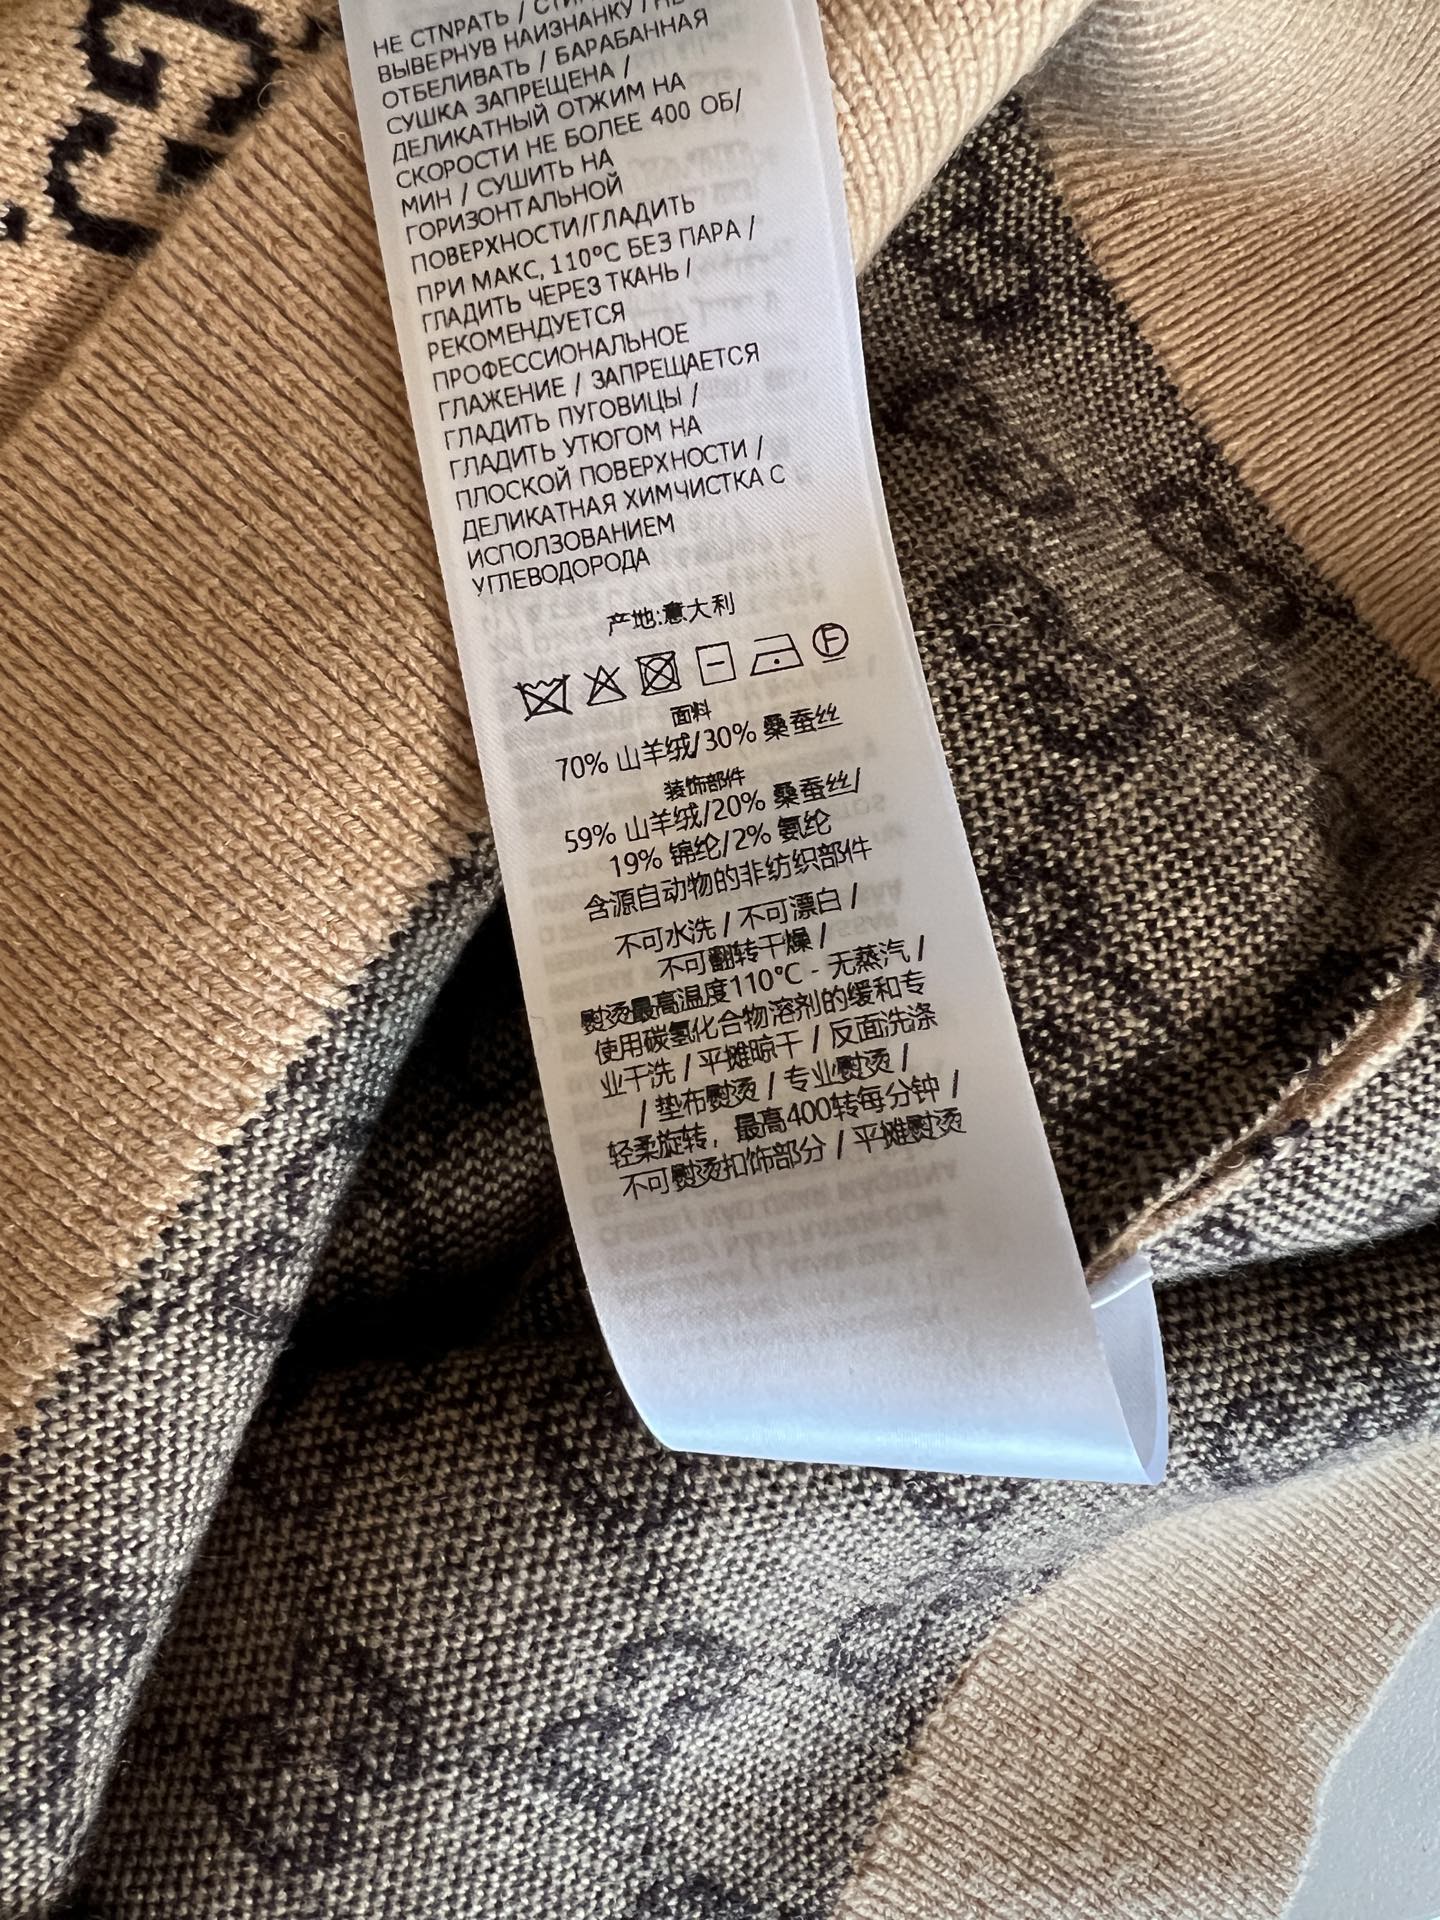 НЕ СТNРАТЬ /
ВЫВЕРНУВ НАИЗНАНКУ /
ОТБЕЛИВАТЬ / БАРАБАННАЯ
СУШКА ЗАПРЕЩЕНА /
ДЕЛИКАТНЫЙ ОТЖИМ НА
СКОРОСТИ НЕ БОЛЕЕ 400 ОБ/
МИН / СУШИТЬ НА
ГОРИЗОНТАЛЬНОЙ
ПОВЕРХНОСТИ/ГЛАДИТЬ
ПРИ МАКС, 110°C БЕЗ ПАРА /
ГЛАДИТЬ ЧЕРЕЗ ТКАНЬ /
РЕКОМЕНДУЕТСЯ
ПРОФЕССИОНАЛЬНОЕ
ГЛАЖЕНИЕ / ЗАПРЕЩАЕТСЯ
ГЛАДИТЬ ПУГОВИЦЫ /
ГЛАДИТЬ УТЮГОМ НА
ПЛОСКОЙ ПОВЕРХНОСТИ /
ДЕЛИКАТНАЯ ХИМЧИСТКА С
ИСПОЛЗОВАНИЕМ
УГЛЕВОДОРОДА
产地:意大利
F
面料
70% 山羊绒/30% 桑蚕丝
装饰部件
59% 山羊绒/20% 桑蚕丝/
19% 锦纶/2% 氨纶
含源自动物的非纺织部件
不可水洗 / 不可漂白 /
不可翻转干燥 /
熨烫最高温度110°C - 无蒸汽 /
使用碳氢化合物溶剂的缓和专
业干洗 / 平摊晾干 / 反面洗涤
/ 垫布熨烫 / 专业熨烫 /
轻柔旋转，最高400转每分钟 /
不可熨烫扣饰部分 / 平摊熨烫